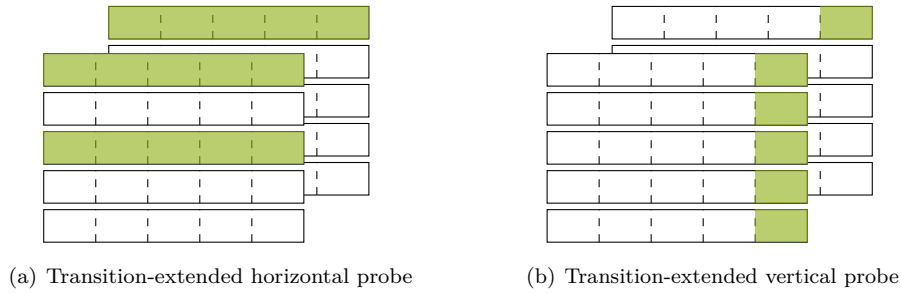 (a) Transition-extended horizontal probe
(b) Transition-extended vertical probe